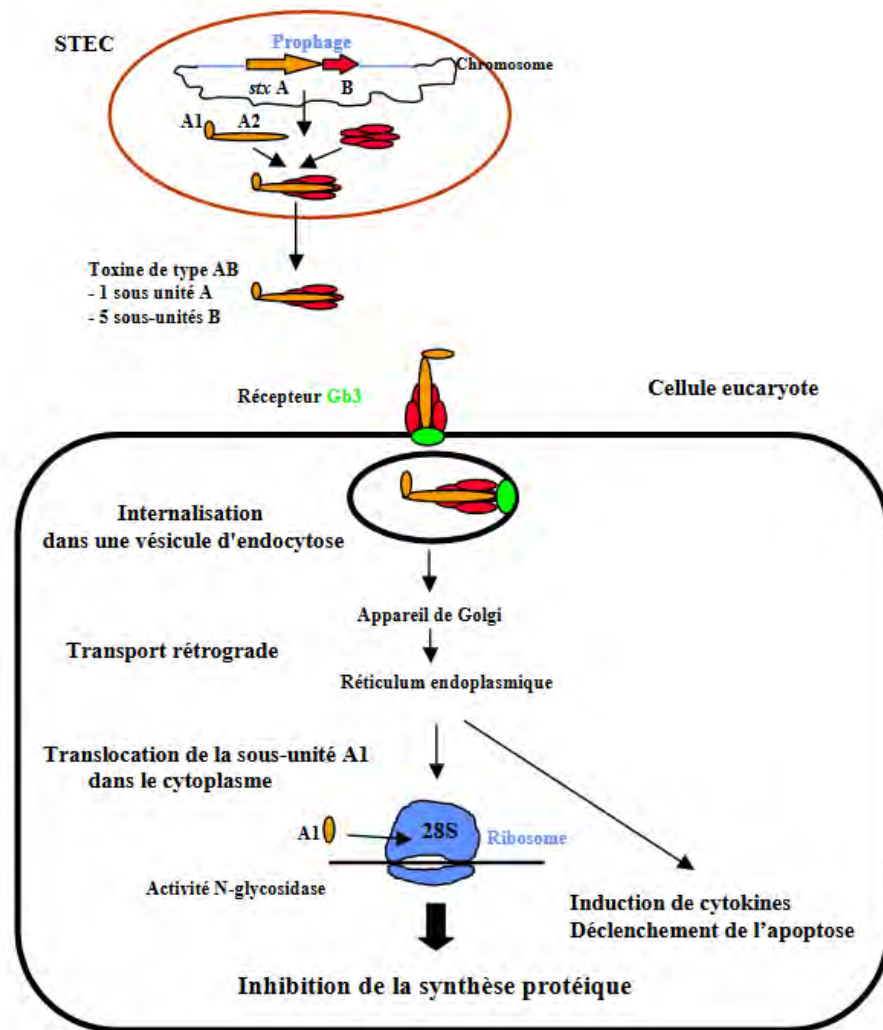 STEC
Prophage
Chromosome
stx A B
A1 A2
Toxine de type AB
- 1 sous unité A
- 5 sous-unités B
Récepteur Gb3
Cellule eucaryote
Internalisation
dans une vésicule d'endocytose
Appareil de Golgi
Transport rétrograde
Réticulum endoplasmique
Translocation de la sous-unité A1
dans le cytoplasme
A1
28S
Ribosome
Activité N-glycosidase
Induction de cytokines
Déclenchement de l'apoptose
Inhibition de la synthèse protéique